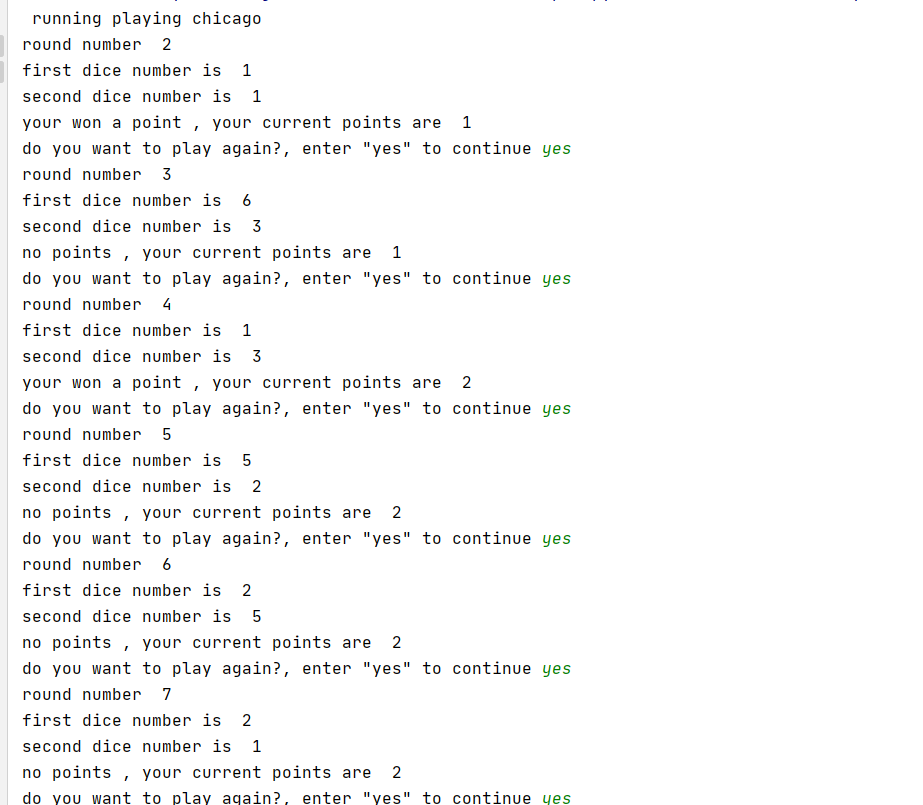 running playing chicago
round number  2
first dice number is  1
second dice number is  1
your won a point , your current points are  1
do you want to play again?, enter "yes" to continue yes
round number  3
first dice number is  6
second dice number is  3
no points , your current points are  1
do you want to play again?, enter "yes" to continue yes
round number  4
first dice number is  1
second dice number is  3
your won a point , your current points are  2
do you want to play again?, enter "yes" to continue yes
round number  5
first dice number is  5
second dice number is  2
no points , your current points are  2
do you want to play again?, enter "yes" to continue yes
round number  6
first dice number is  2
second dice number is  5
no points , your current points are  2
do you want to play again?, enter "yes" to continue yes
round number  7
first dice number is  2
second dice number is  1
no points , your current points are  2
do you want to play again?, enter "yes" to continue yes